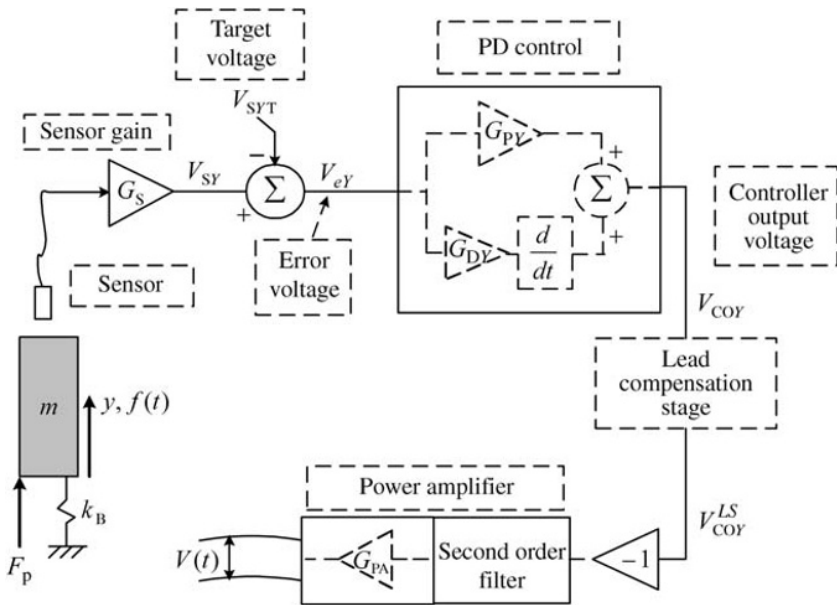 Target
voltage
PD control
V_SYT
Sensor gain
G_PY
+
−
V_SY
V_eY
G_S
Σ
Σ
+
Controller
output
voltage
G_DY
d
dt
+
Error
voltage
Sensor
V_COY
Lead
compensation
stage
m
y, f(t)
Power amplifier
V_COY^LS
k_B
V(t)
G_PA
Second order
filter
−1
F_p